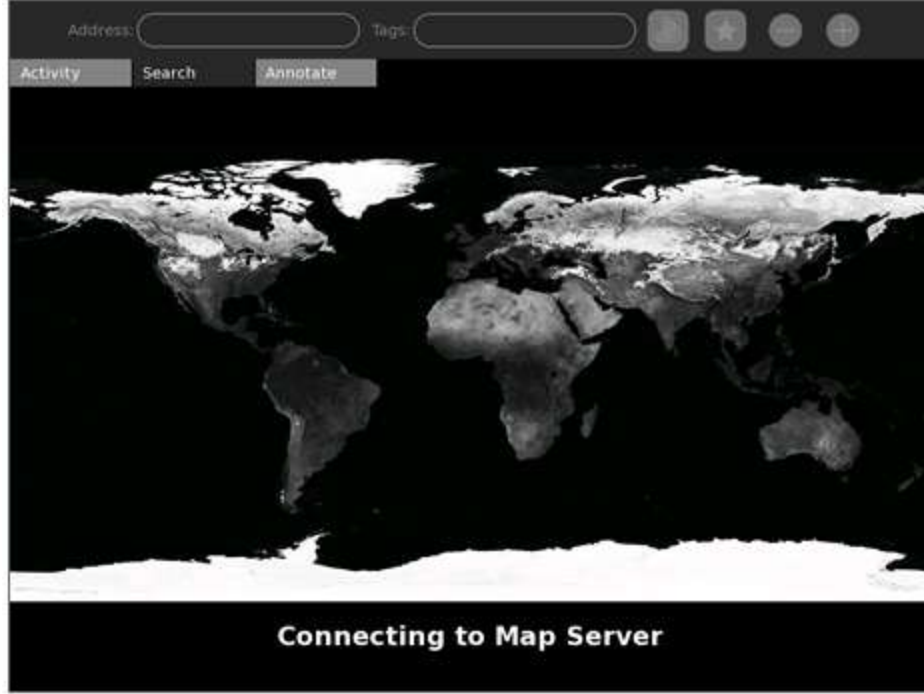 Address: Tags:
Activity Search Annotate
Connecting to Map Server